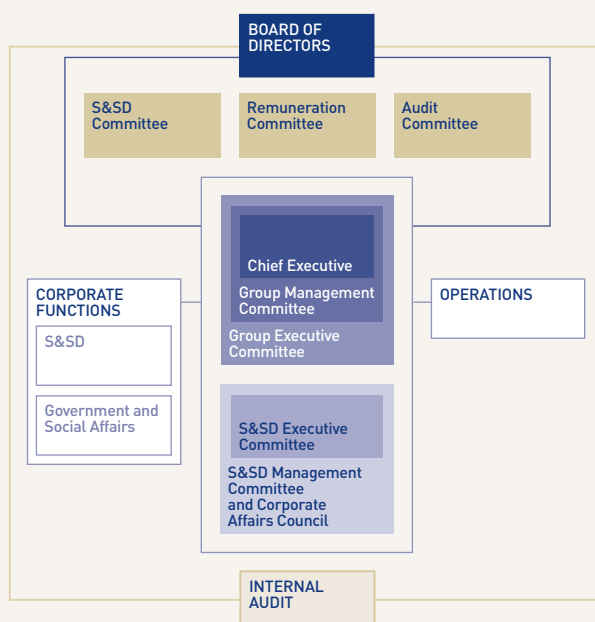 BOARD OF
DIRECTORS
S&SD
Committee
Remuneration
Committee
Audit
Committee
Chief Executive
Group Management
Committee
Group Executive
Committee
CORPORATE
FUNCTIONS
S&SD
Government and
Social Affairs
OPERATIONS
S&SD Executive
Committee
S&SD Management
Committee
and Corporate
Affairs Council
INTERNAL
AUDIT